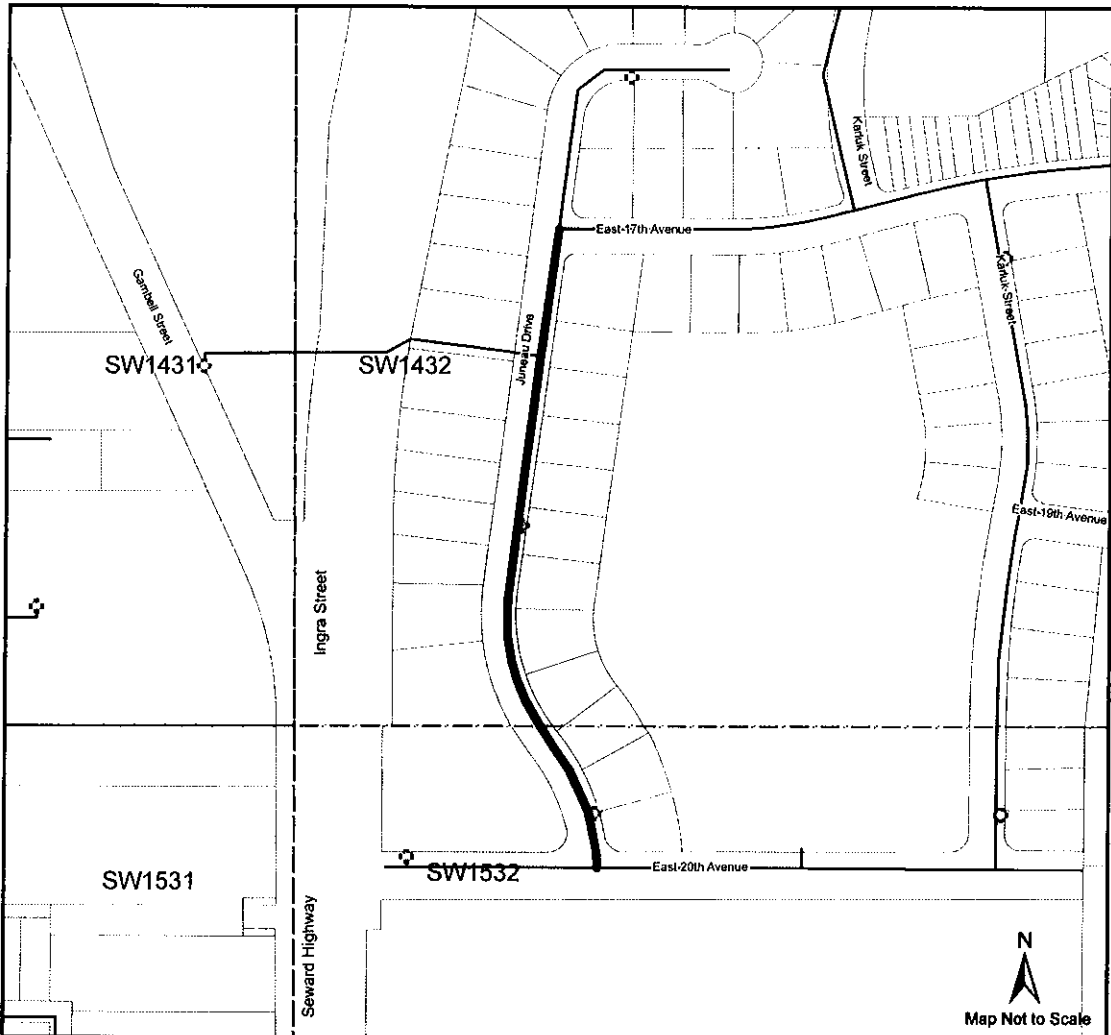 Karluk Street
East 17th Avenue
Gambell Street
Karluk Street
Juneau Drive
SW1431
SW1432
East 19th Avenue
Ingra Street
SW1531
SW1532
East 20th Avenue
Seward Highway
N
Map Not to Scale